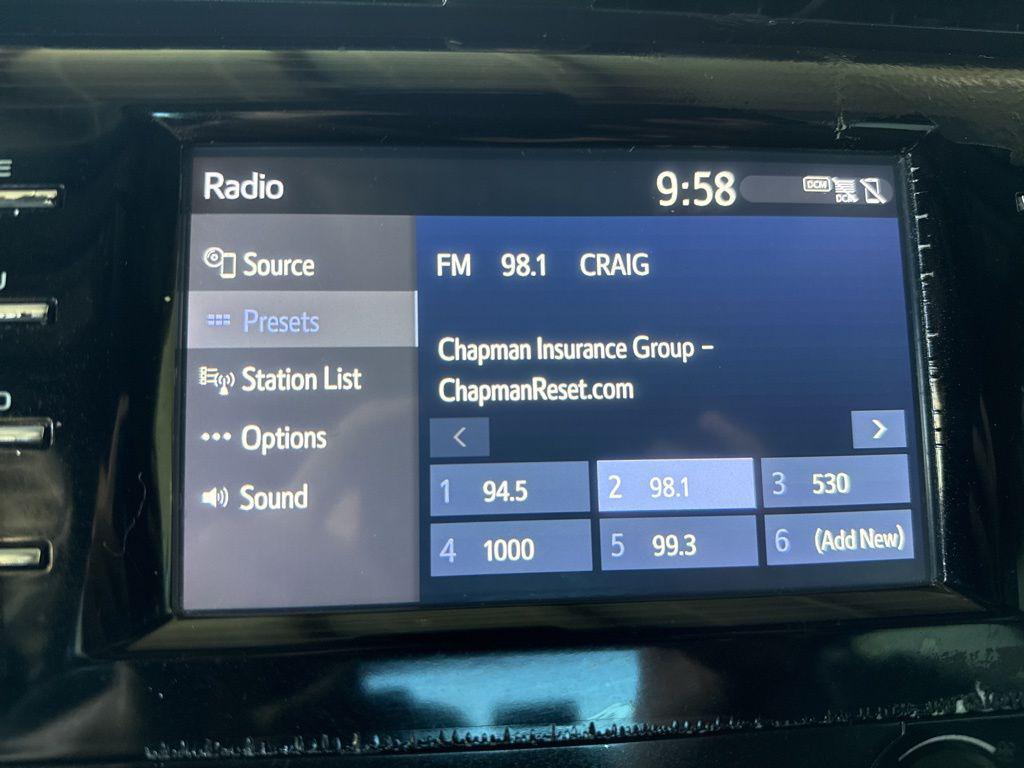 Radio
9:58
DCM
Source
Presets
Station List
Options
Sound
FM 98.1 CRAIG
Chapman Insurance Group –
ChapmanReset.com
1 94.5
2 98.1
3 530
4 1000
5 99.3
6 (Add New)